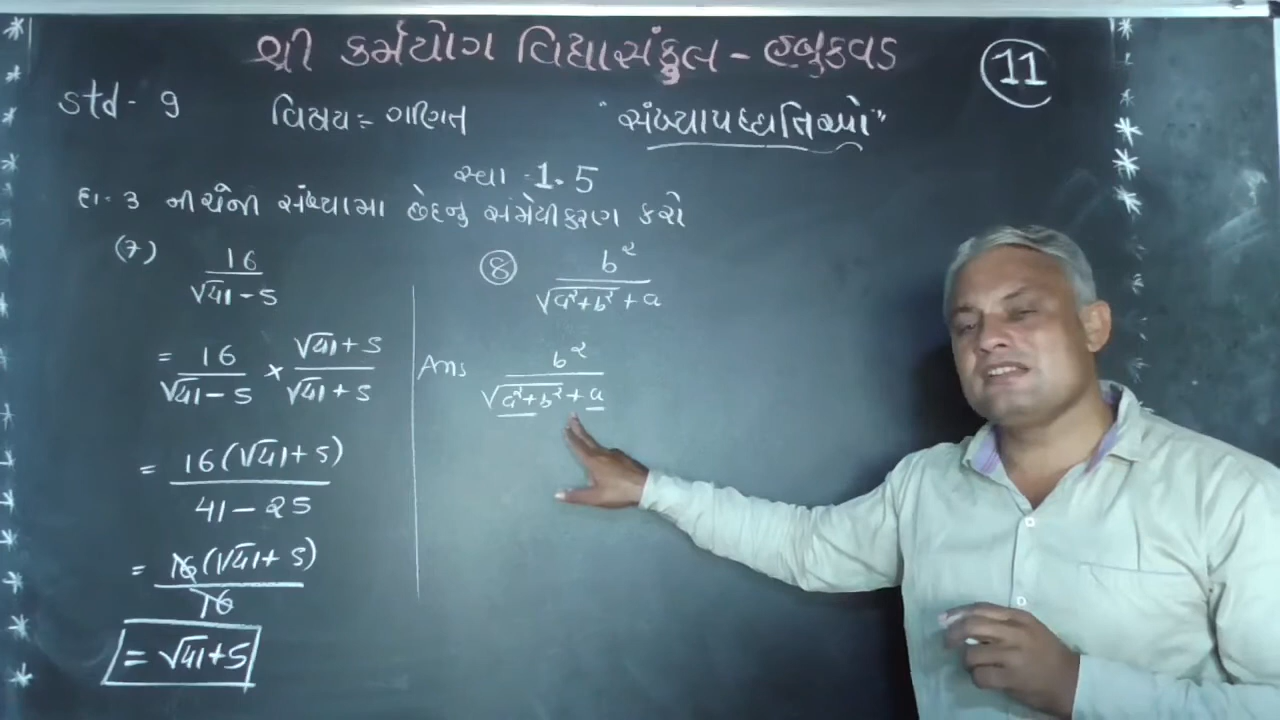 શ્રી કર્મયોગ વિદ્યાસંકુલ - હબુકવડ
11
std - 9
વિષય :- ગણિત
"સંખ્યાપધ્ધતિઓ"
સ્વા - 1.5
દા. 3 નીચેની સંખ્યામાં છેદનુ સંમેયીકરણ કરો
(7) 16 / √41 - 5
= 16 / √41 - 5 × √41 + 5 / √41 + 5
= 16 (√41 + 5) / 41 - 25
= 16 (√41 + 5) / 16
= √41 + 5
⑧ b² / √a²+b² + a
Ans b² / √a²+b² + a